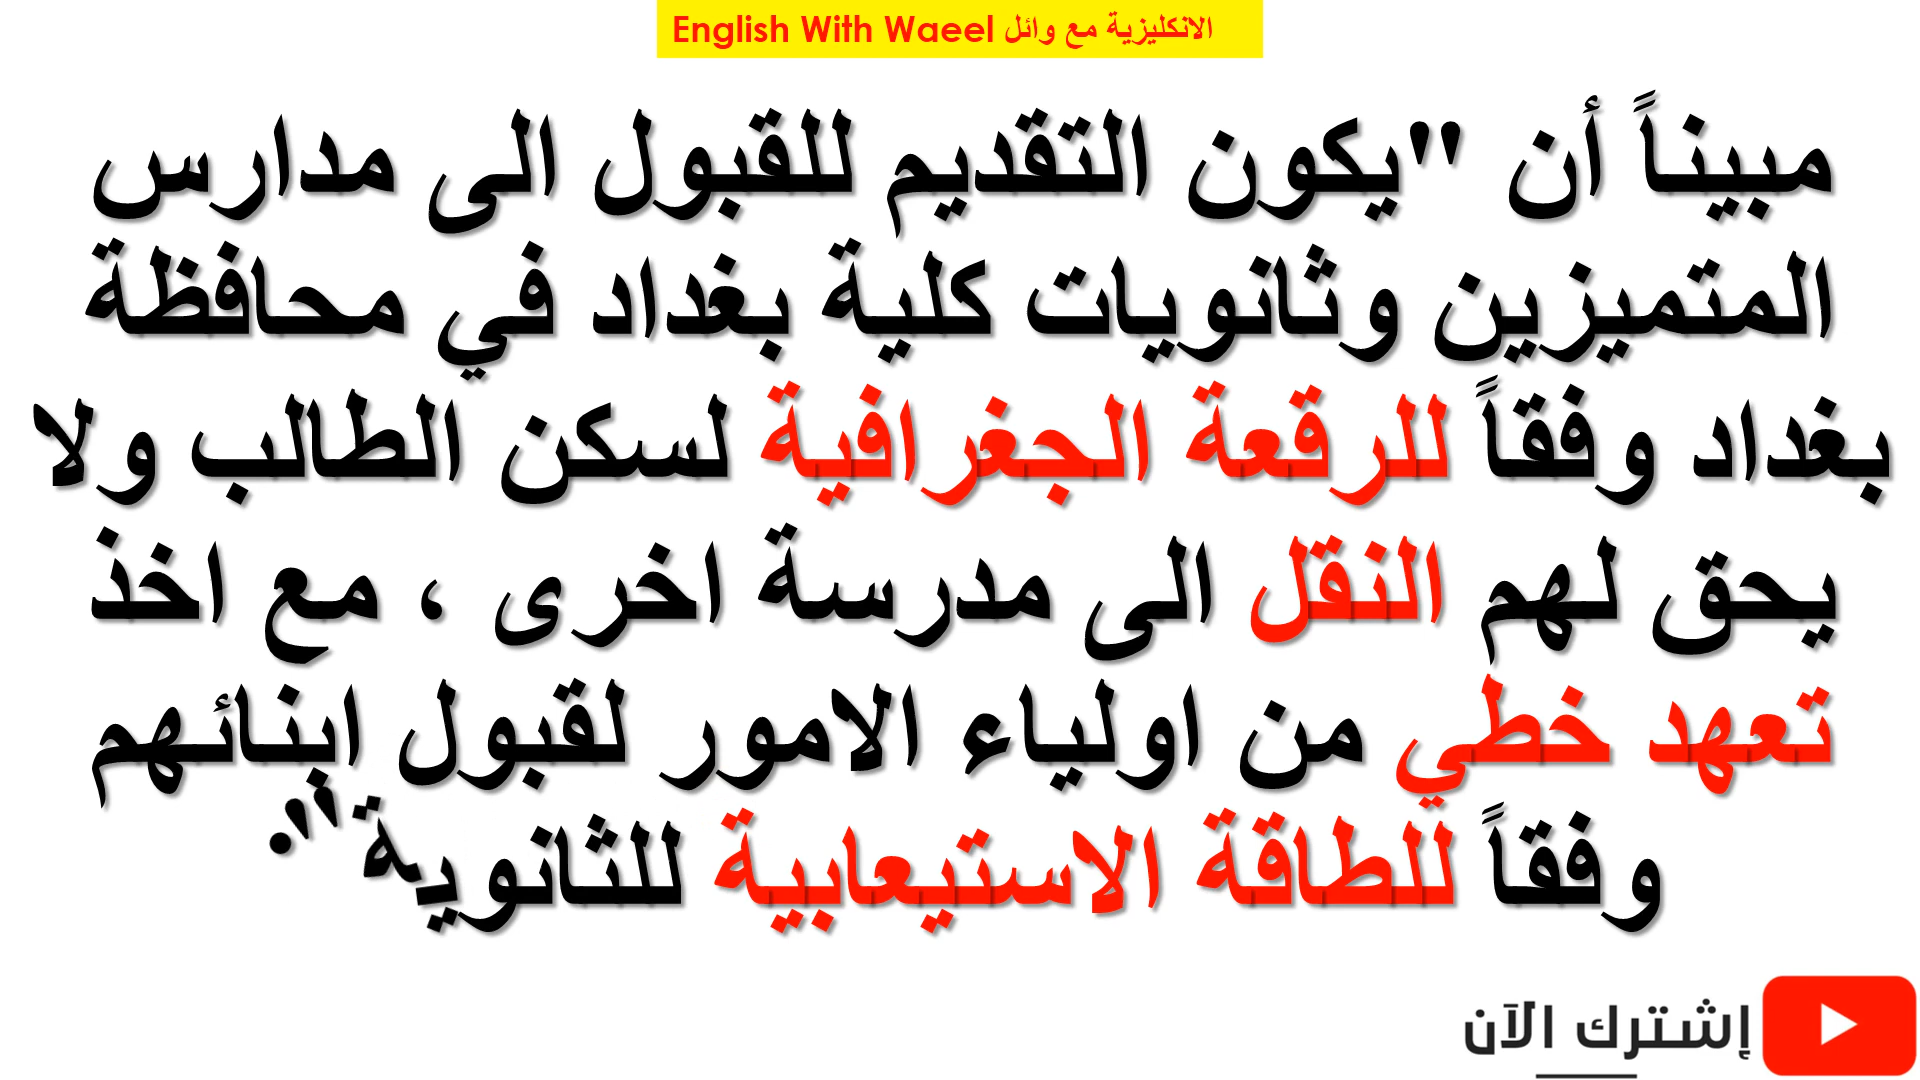 English With Waeel الانكليزية مع وائل
مبيناً أن "يكون التقديم للقبول الى مدارس
المتميزين وثانويات كلية بغداد في محافظة
بغداد وفقاً للرقعة الجغرافية لسكن الطالب ولا
يحق لهم النقل الى مدرسة اخرى ، مع اخذ
تعهد خطي من اولياء الامور لقبول ابنائهم
وفقاً للطاقة الاستيعابية للثانوية".
إشترك الآن